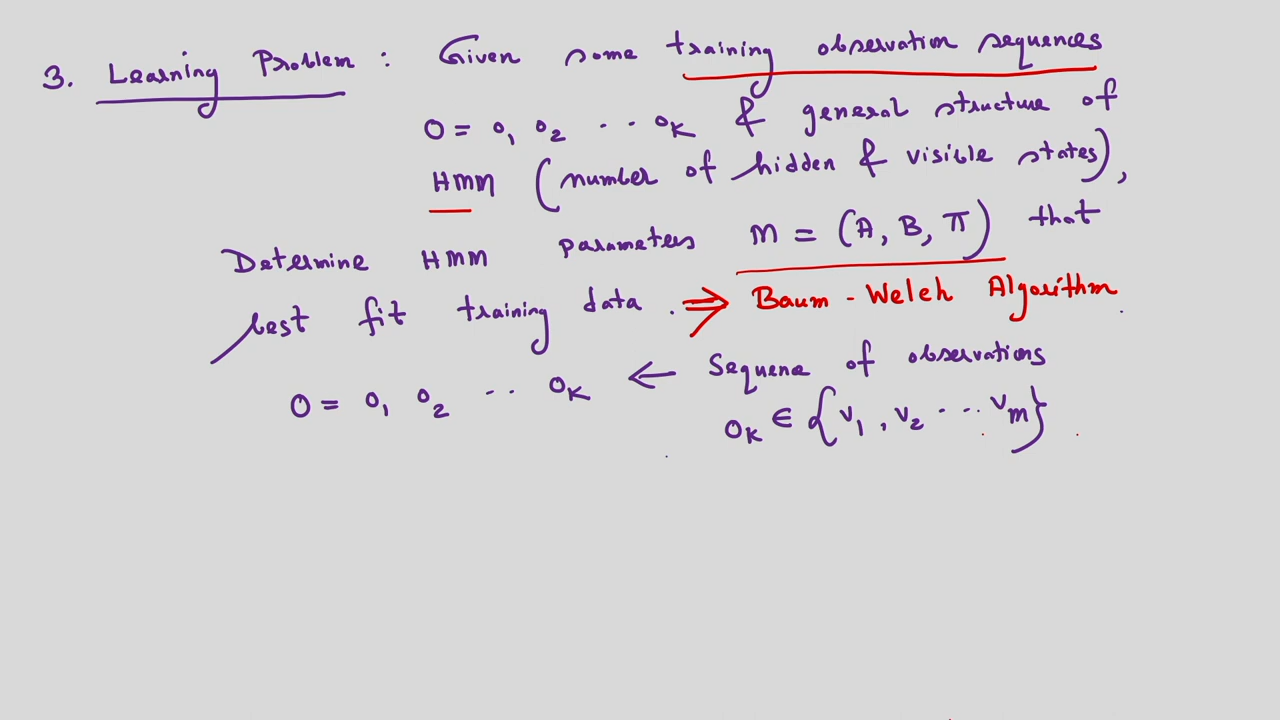 3. Learning Problem : Given some training observation sequences
O = o₁ o₂ ... oₖ & general structure of
HMM (number of hidden & visible states),
Determine HMM parameters M = (A, B, π) that
best fit training data. ⇒ Baum - Welch Algorithm
O = o₁ o₂ ... oₖ ← Sequence of observations
oₖ ∈ {v₁, v₂ ... vₘ}